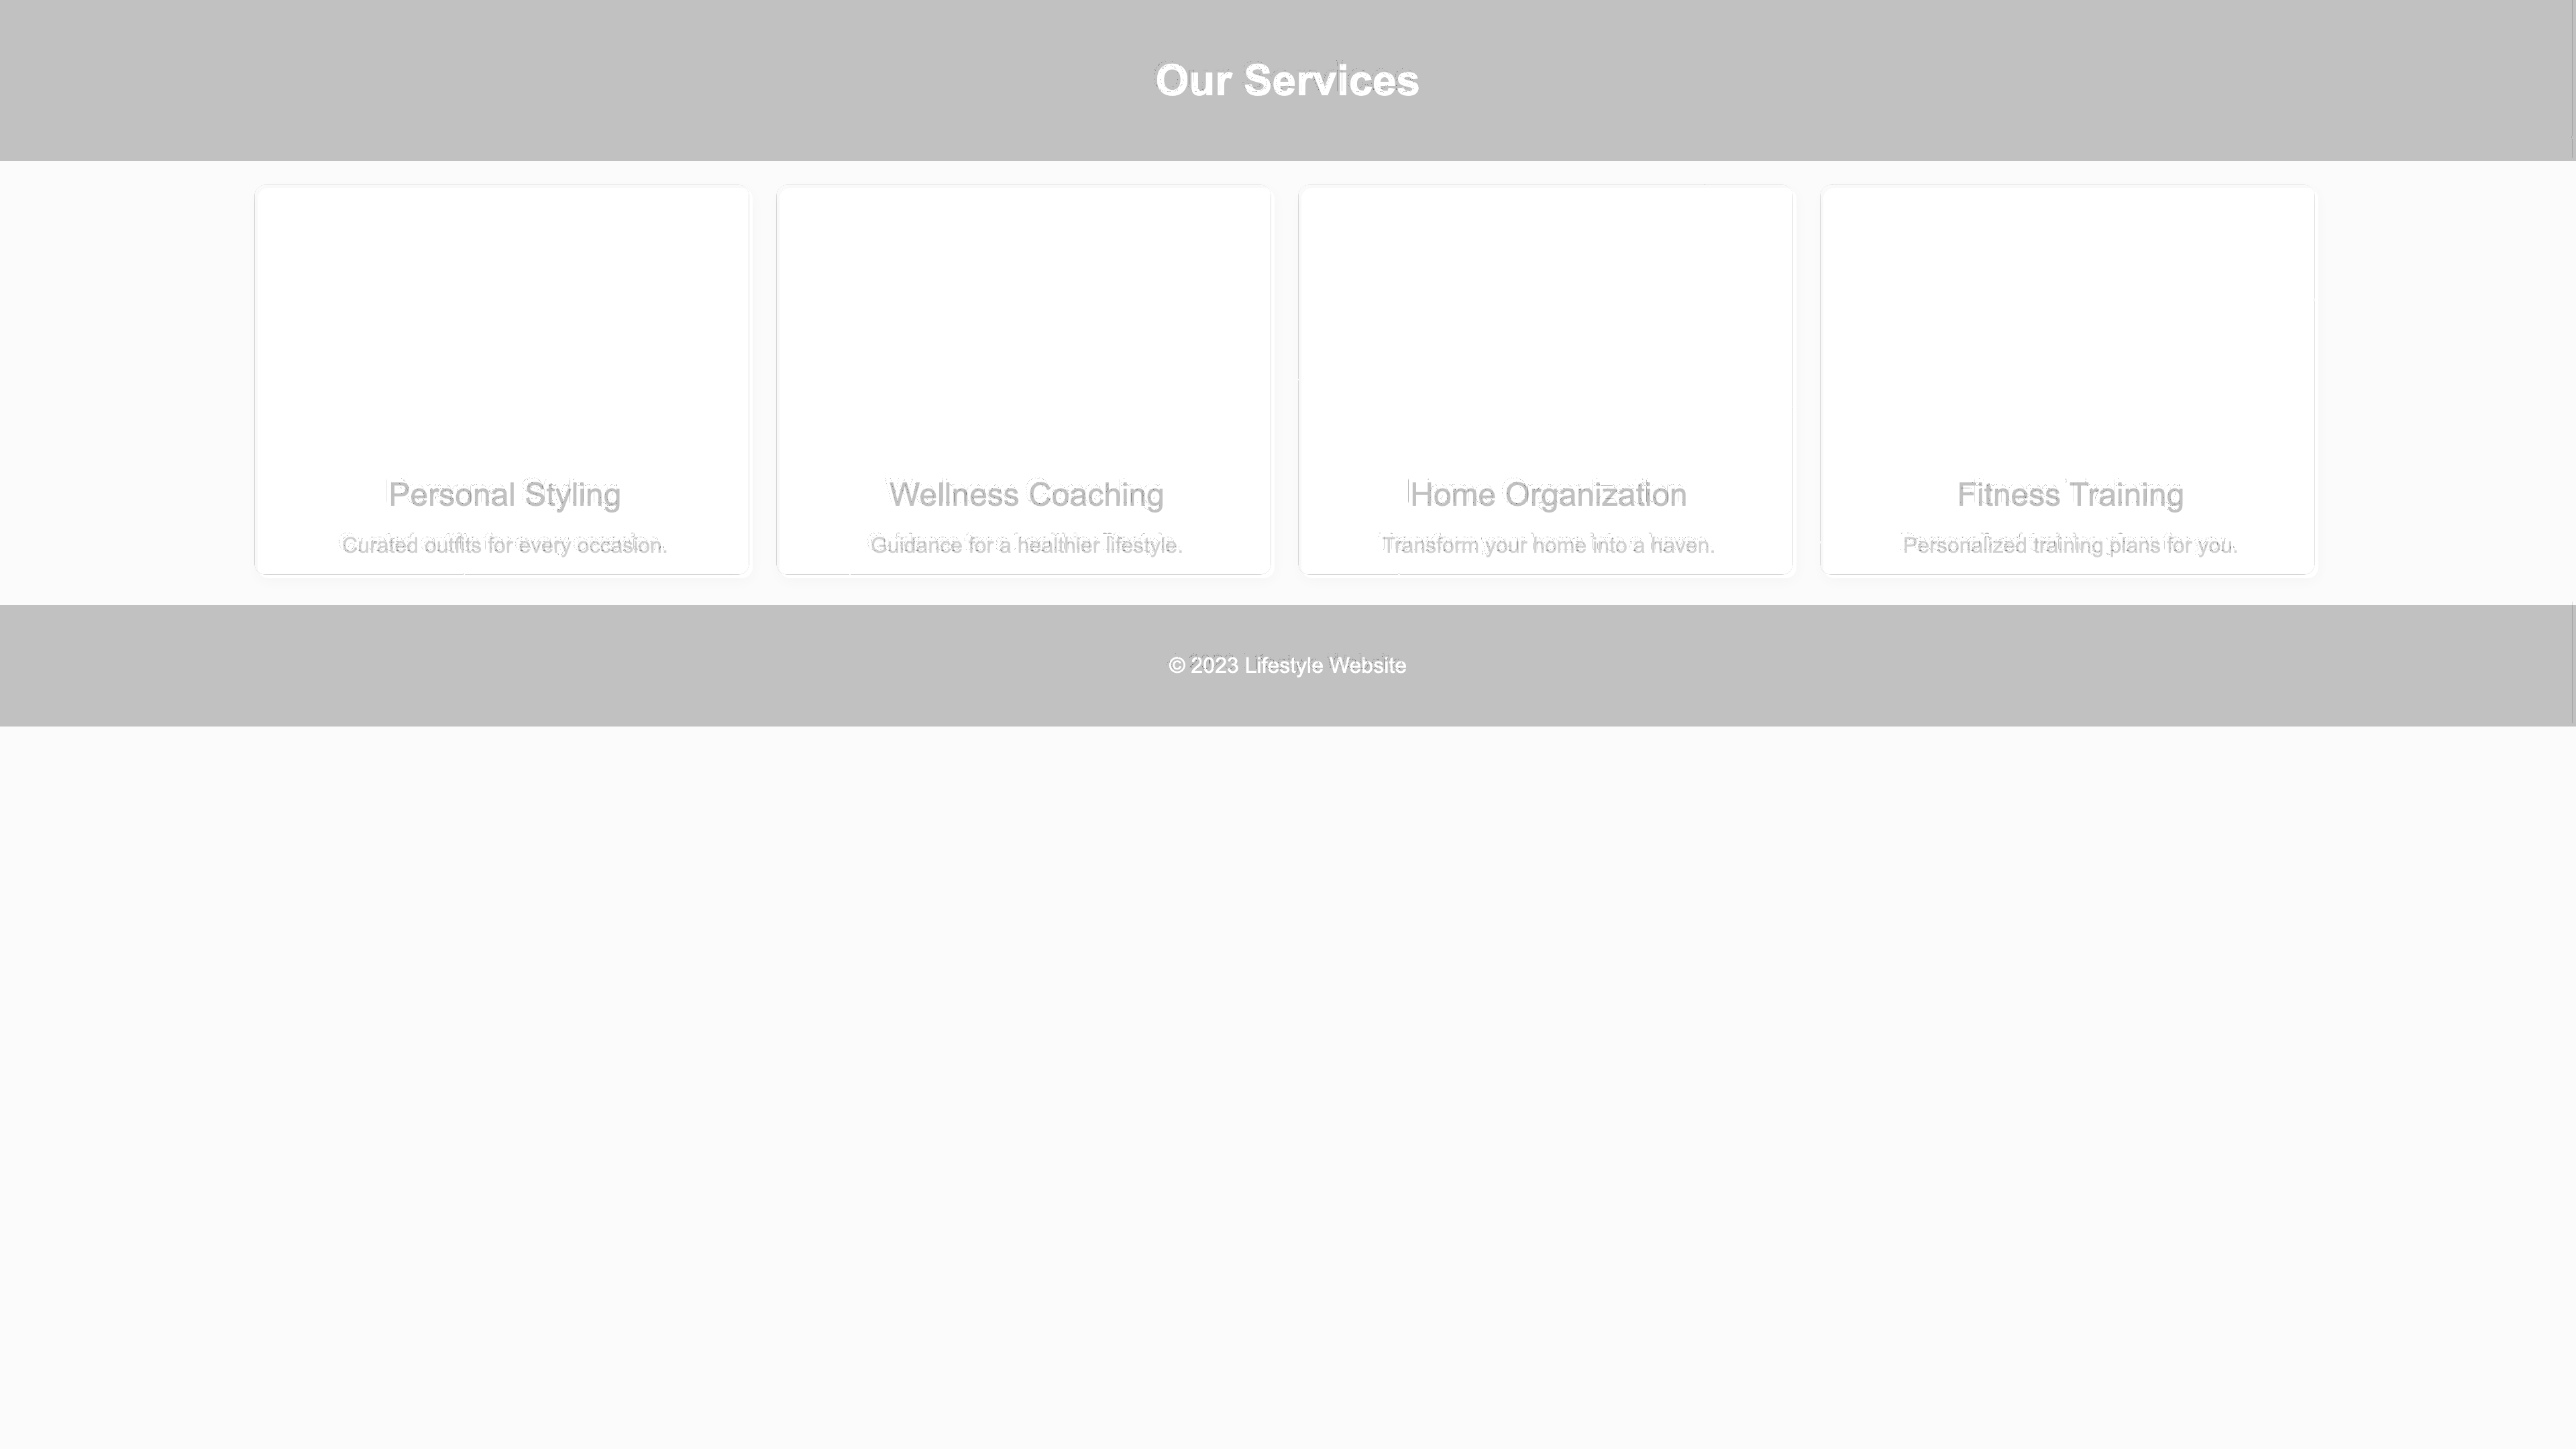 Our Services
Personal Styling
Curated outfits for every occasion.
Wellness Coaching
Guidance for a healthier lifestyle.
Home Organization
Transform your home into a haven.
Fitness Training
Personalized training plans for you.
© 2023 Lifestyle Website